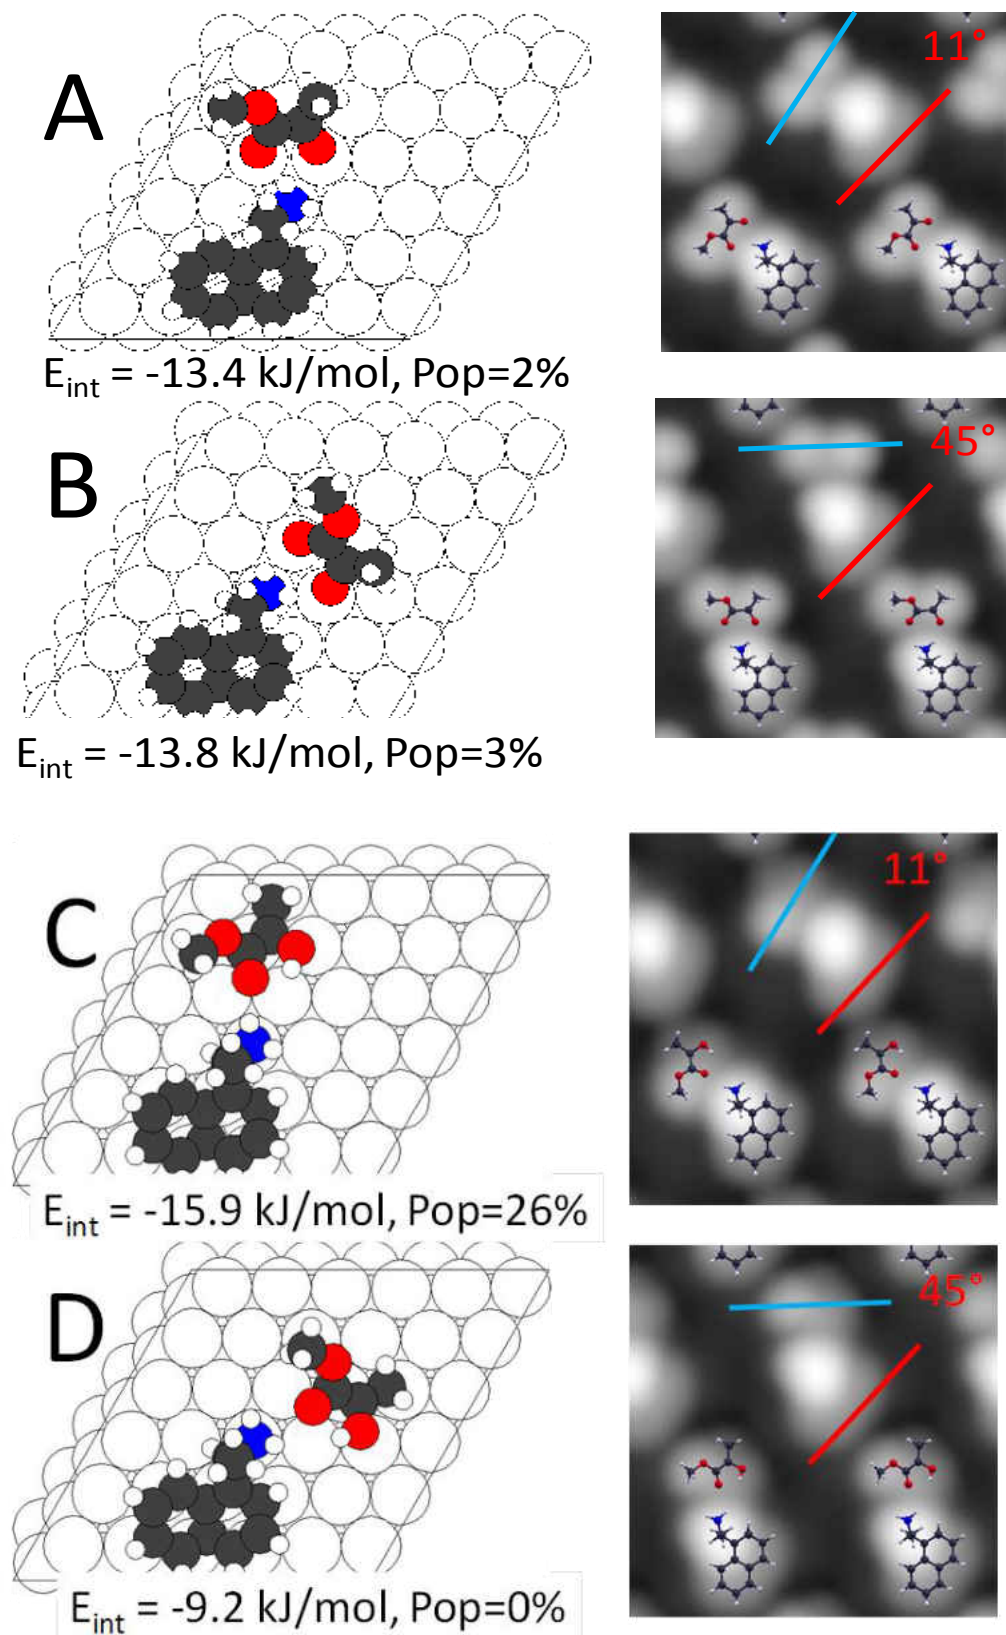 A
11°
E_int = -13.4 kJ/mol, Pop=2%
B
45°
E_int = -13.8 kJ/mol, Pop=3%
C
11°
E_int = -15.9 kJ/mol, Pop=26%
D
45°
E_int = -9.2 kJ/mol, Pop=0%